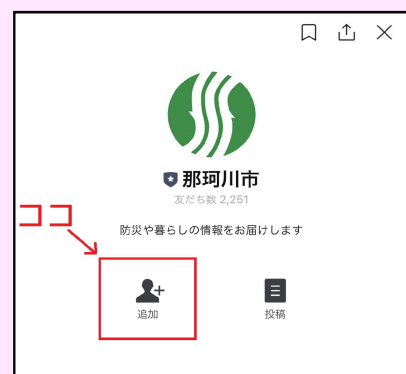 那珂川市
友だち数 2,251
防災や暮らしの情報をお届けします
ココ
追加
投稿